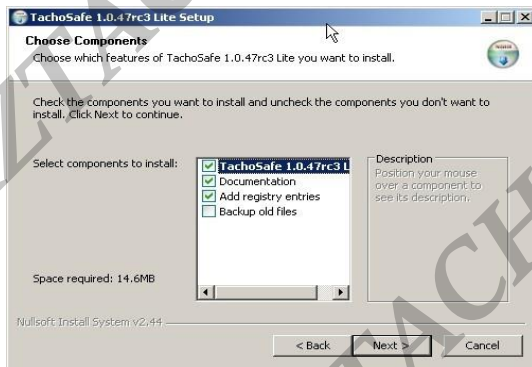 TachoSafe 1.0.47rc3 Lite Setup
Choose Components
Choose which features of TachoSafe 1.0.47rc3 Lite you want to install.
Check the components you want to install and uncheck the components you don't want to
install. Click Next to continue.
Select components to install:
TachoSafe 1.0.47rc3 L
Documentation
Add registry entries
Backup old files
Description
Position your mouse
over a component to
see its description.
Space required: 14.6MB
Nullsoft Install System v2.44
< Back
Next >
Cancel